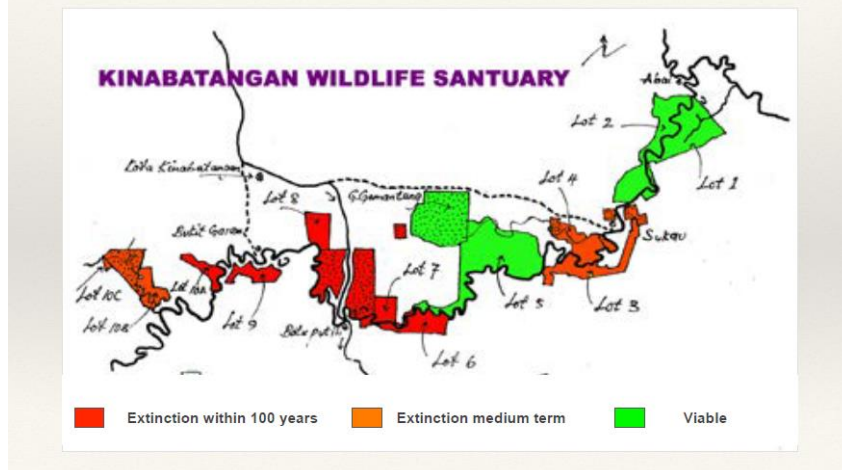 KINABATANGAN WILDLIFE SANTUARY
Abai
Lot 2
Lot 1
Kota Kinabatangan
Lot 8
G.Gomantong
Lot 4
Bukit Garam
Sukau
Lot 10C
Lot 10A
Lot 7
Lot 10B
Lot 9
Lot 5
Lot 3
Batu putih
Lot 6
Extinction within 100 years
Extinction medium term
Viable